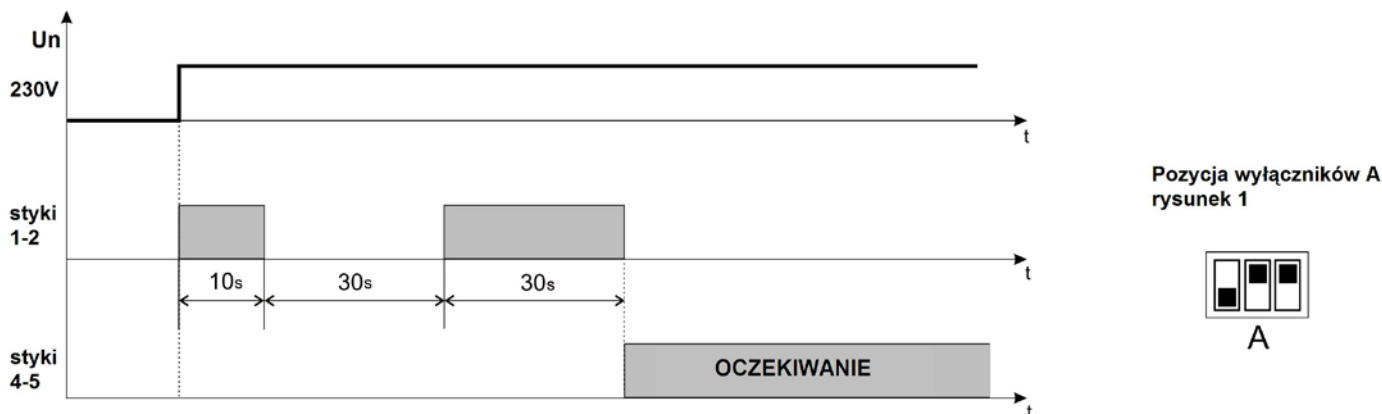 Un
230V
t
Pozycja wyłączników A
rysunek 1
styki
1-2
t
10s
30s
30s
A
styki
4-5
OCZEKIWANIE
t